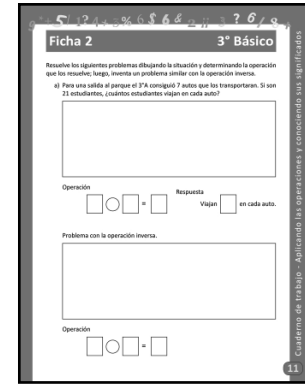 Ficha 2
3° Básico
Resuelve los siguientes problemas dibujando la situación y determinando la operación
que los resuelve; luego, inventa un problema similar con la operación inversa.
a) Para una salida al parque el 3°A consiguió 7 autos que los transportaran. Si son
21 estudiantes, ¿cuántos estudiantes viajan en cada auto?
Operación
Respuesta
=
Viajan
en cada auto.
Problema con la operación inversa.
Operación
=
Cuaderno de trabajo - Aplicando las operaciones y conociendo sus significados
11